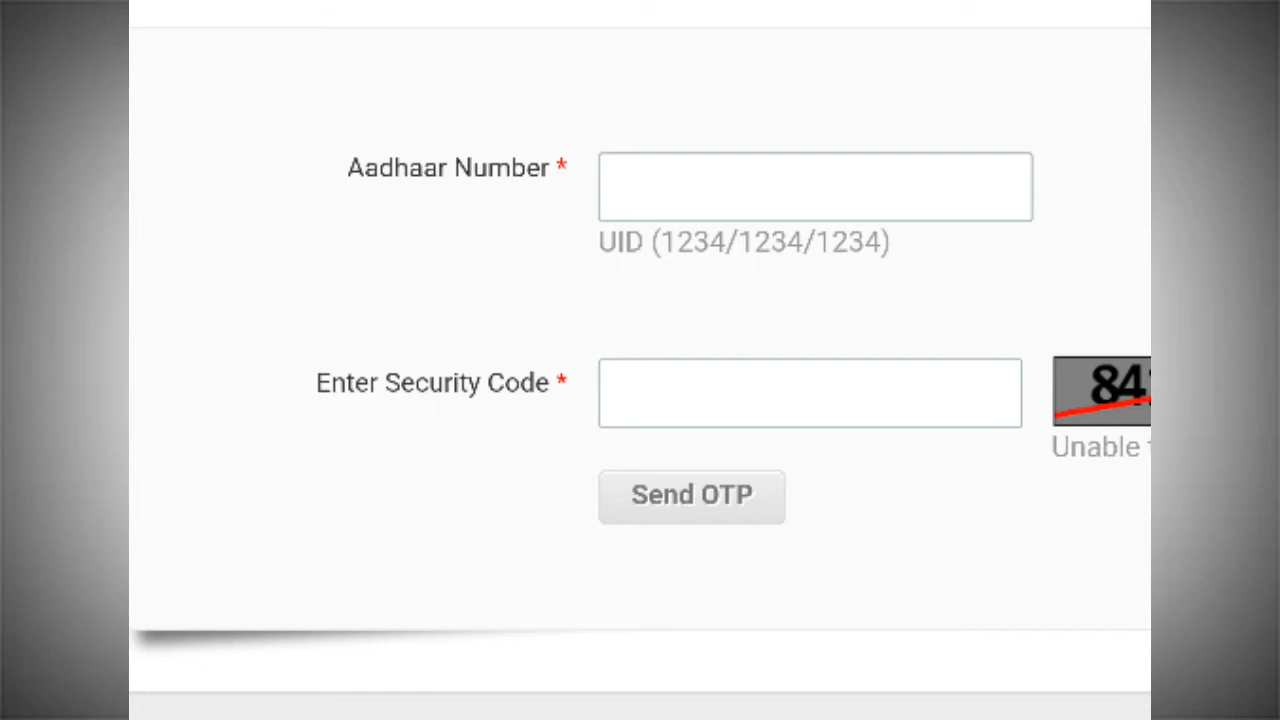 Aadhaar Number *
UID (1234/1234/1234)
Enter Security Code *
84
Unable
Send OTP